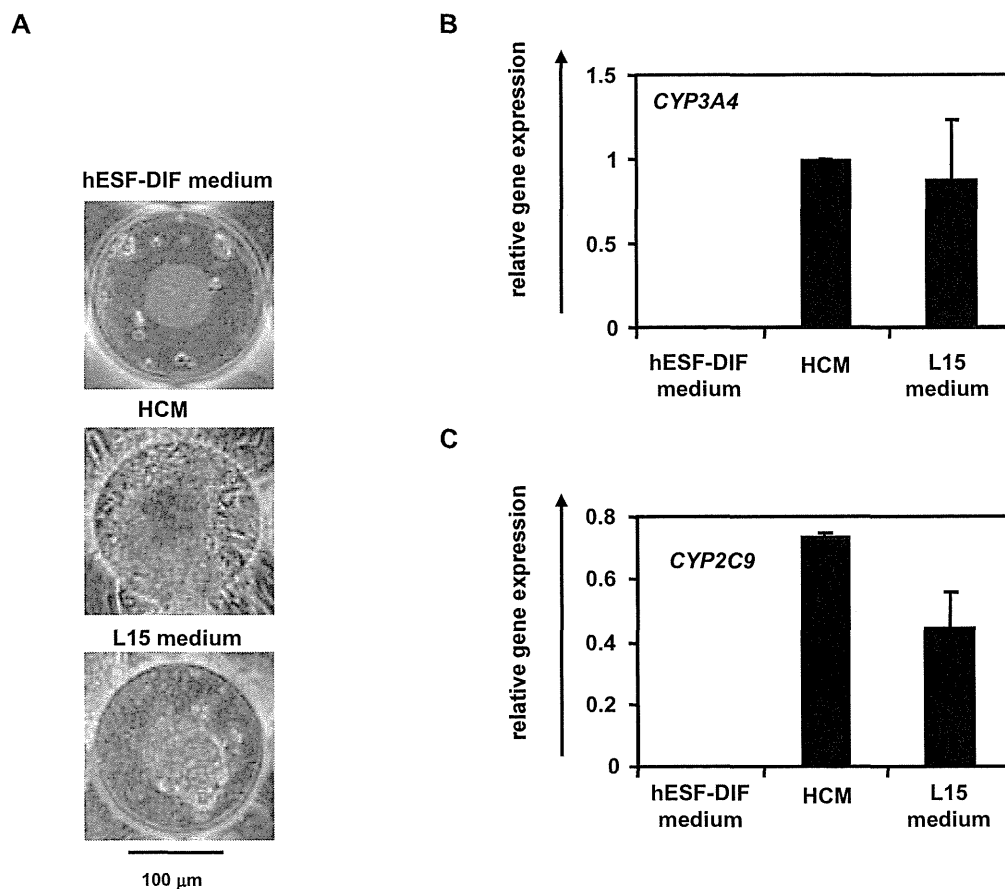 A
hESF-DIF medium
HCM
L15 medium
100 μm
B
relative gene expression
1.5
1
0.5
0
CYP3A4
hESF-DIF
medium
HCM
L15
medium
C
relative gene expression
0.8
0.6
0.4
0.2
0
CYP2C9
hESF-DIF
medium
HCM
L15
medium